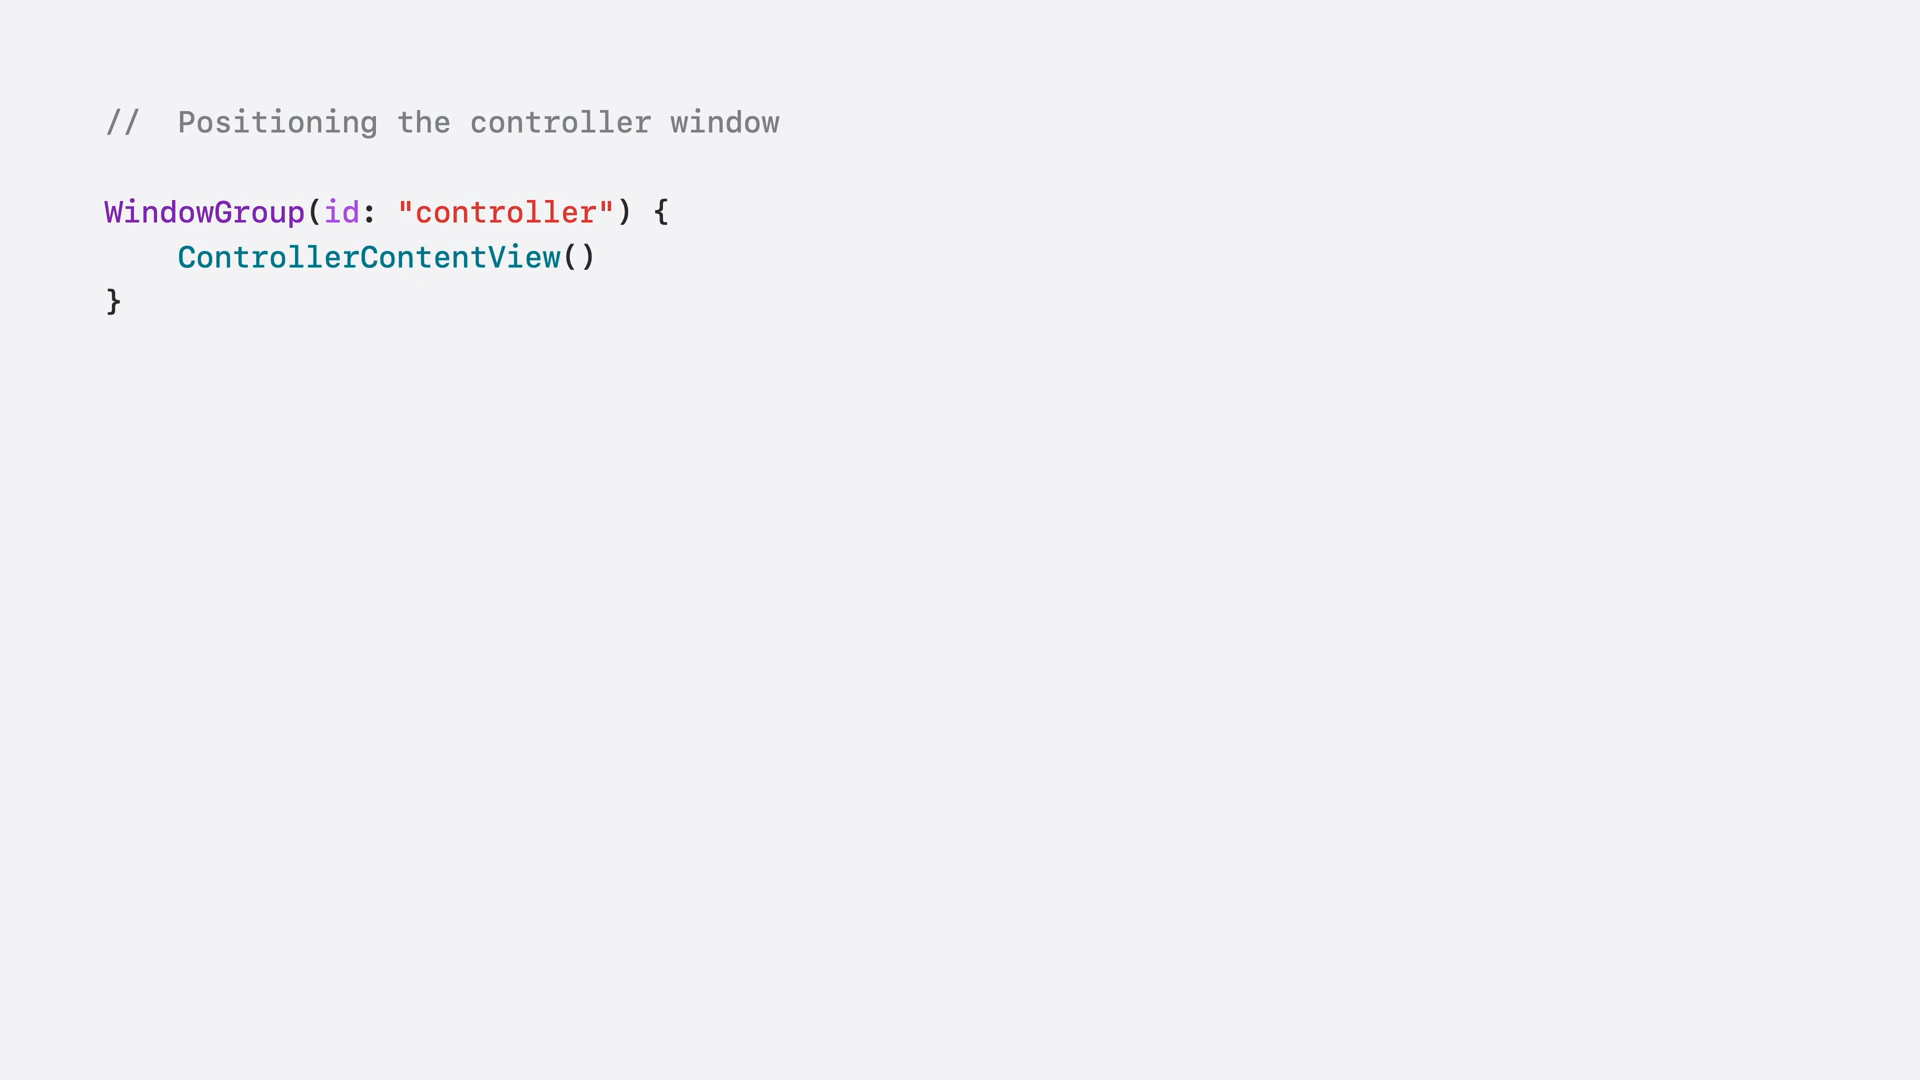 //  Positioning the controller window
WindowGroup(id: "controller") {
    ControllerContentView()
}